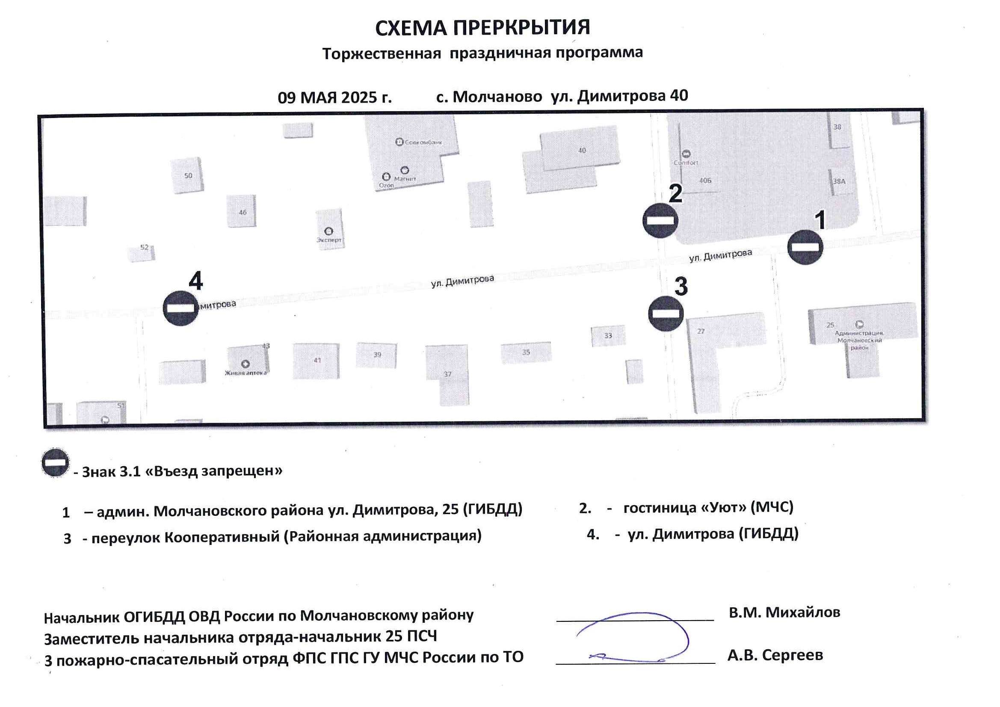 СХЕМА ПРЕРКРЫТИЯ
Торжественная праздничная программа
09 МАЯ 2025 г. с. Молчаново ул. Димитрова 40
38
Совкомбанк
40
Comfort
50
Магнит
Ozon
40Б
38А
2
46
1
Эксперт
52
ул. Димитрова
4
ул. Димитрова
3
митрова
33
27
25
Администрация.
Молчановский
район
43
41
39
35
Живая аптека
37
51
- Знак 3.1 «Въезд запрещен»
1 – админ. Молчановского района ул. Димитрова, 25 (ГИБДД)
2. - гостиница «Уют» (МЧС)
3 - переулок Кооперативный (Районная администрация)
4. - ул. Димитрова (ГИБДД)
Начальник ОГИБДД ОВД России по Молчановскому району
В.М. Михайлов
Заместитель начальника отряда-начальник 25 ПСЧ
3 пожарно-спасательный отряд ФПС ГПС ГУ МЧС России по ТО
А.В. Сергеев